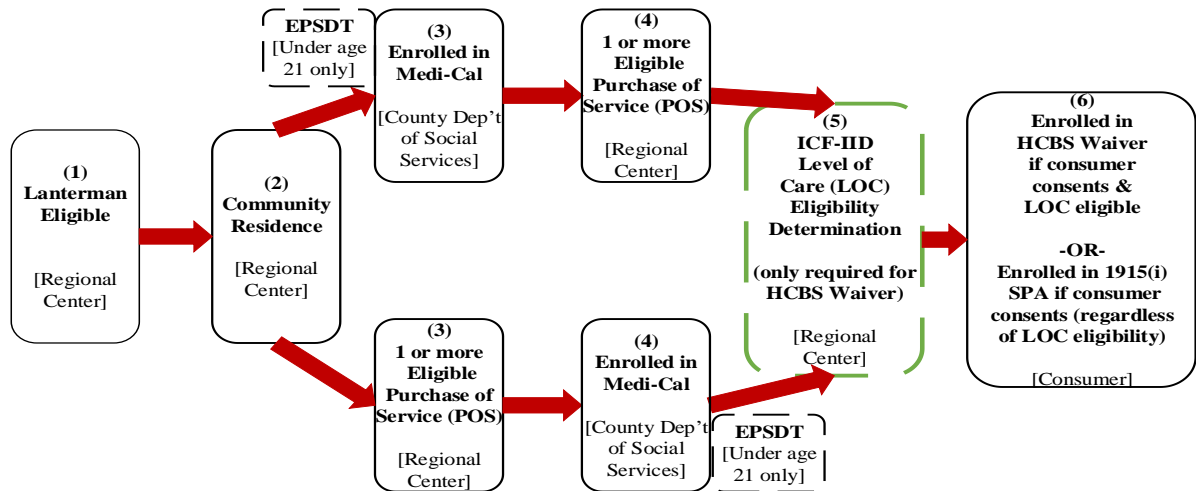 (1)
Lanterman
Eligible
[Regional
Center]
(2)
Community
Residence
[Regional
Center]
EPSDT
[Under age
21 only]
(3)
Enrolled in
Medi-Cal
[County Dep't
of Social
Services]
(4)
1 or more
Eligible
Purchase of
Service (POS)
[Regional
Center]
(3)
1 or more
Eligible
Purchase of
Service (POS)
[Regional
Center]
(4)
Enrolled in
Medi-Cal
[County Dep't
of Social
Services]
EPSDT
[Under age
21 only]
(5)
ICF-IID
Level of
Care (LOC)
Eligibility
Determination
(only required for
HCBS Waiver)
[Regional
Center]
(6)
Enrolled in
HCBS Waiver
if consumer
consents &
LOC eligible
-OR-
Enrolled in 1915(i)
SPA if consumer
consents (regardless
of LOC eligibility)
[Consumer]